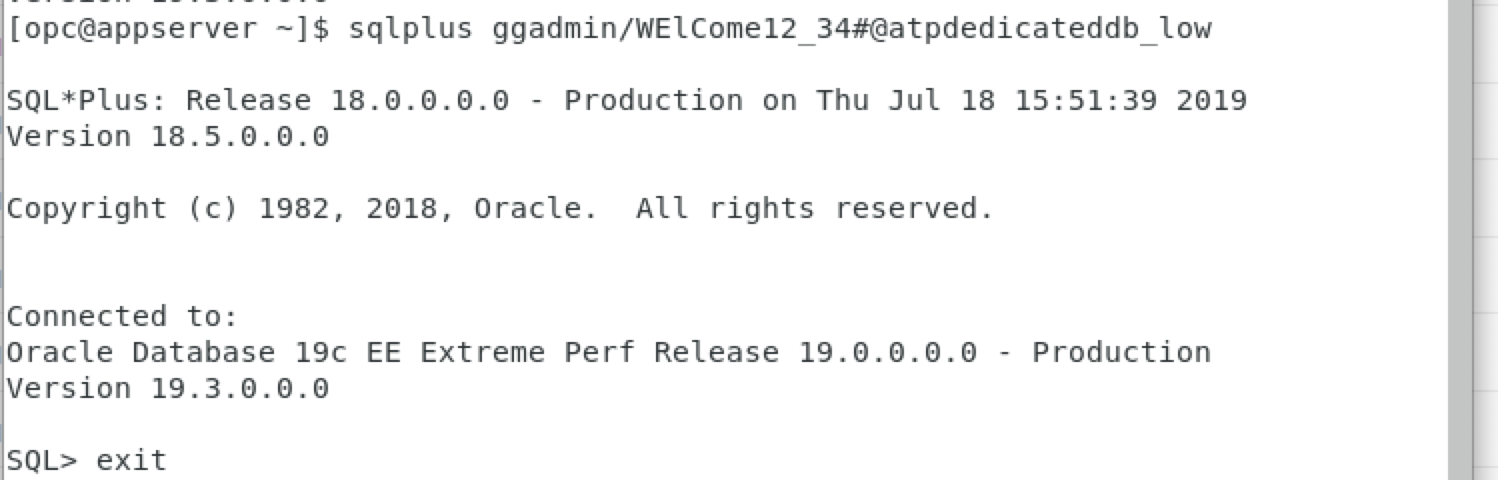 [opc@appserver ~]$ sqlplus ggadmin/WElCome12_34#@atpdedicateddb_low
SQL*Plus: Release 18.0.0.0.0 - Production on Thu Jul 18 15:51:39 2019
Version 18.5.0.0.0
Copyright (c) 1982, 2018, Oracle.  All rights reserved.
Connected to:
Oracle Database 19c EE Extreme Perf Release 19.0.0.0.0 - Production
Version 19.3.0.0.0
SQL> exit